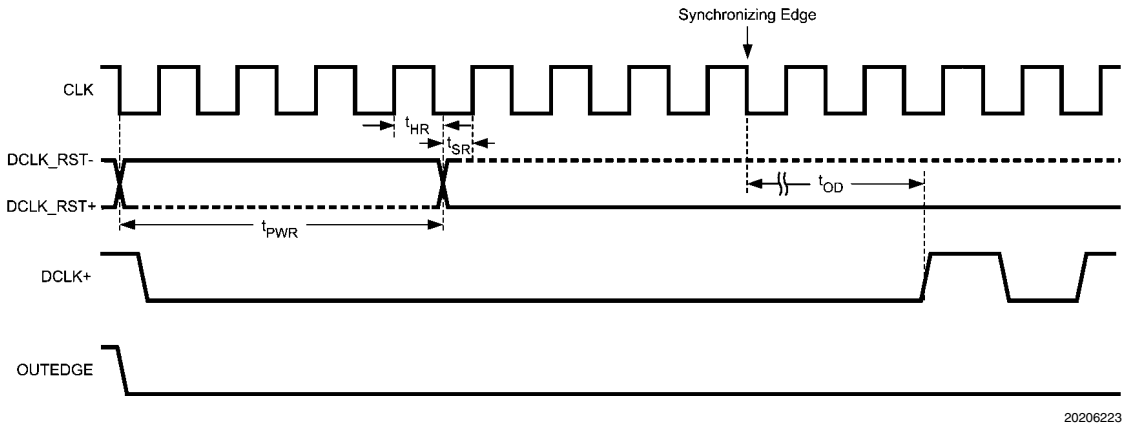 Synchronizing Edge
CLK
tHR
tSR
DCLK_RST-
tOD
DCLK_RST+
tPWR
DCLK+
OUTEDGE
20206223